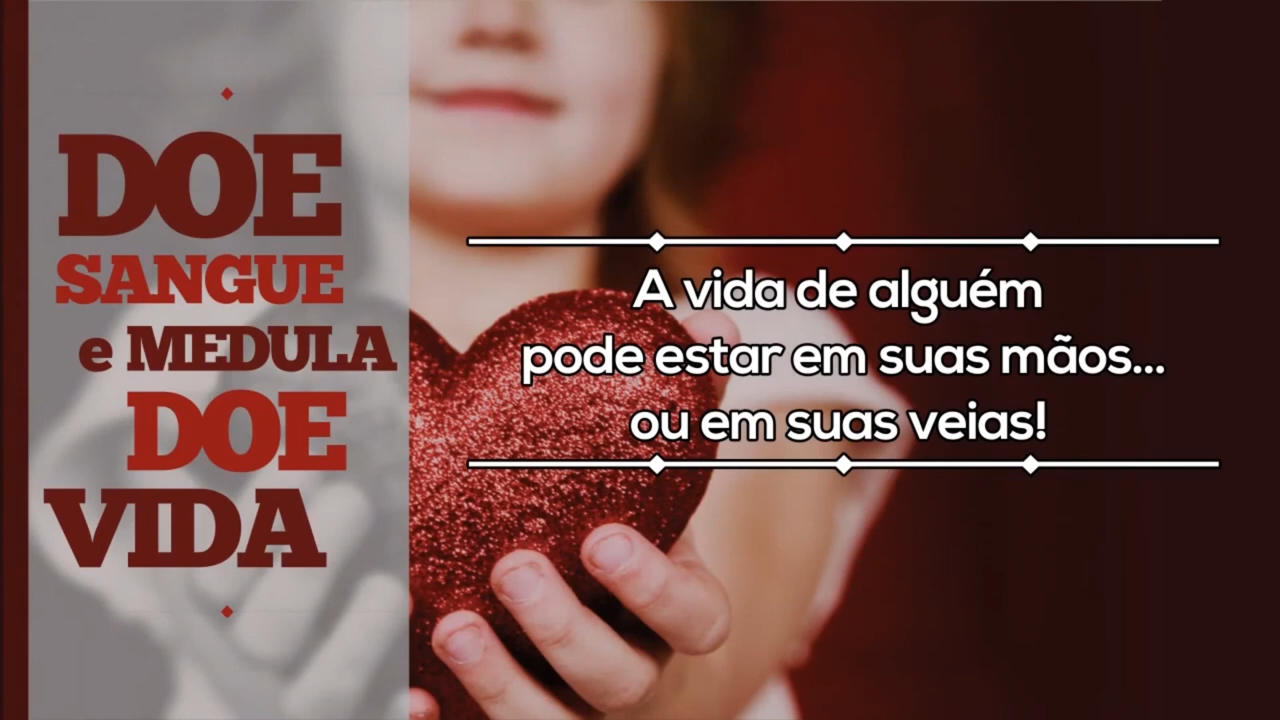 DOE
SANGUE
e MEDULA
DOE
VIDA
A vida de alguém
pode estar em suas mãos...
ou em suas veias!